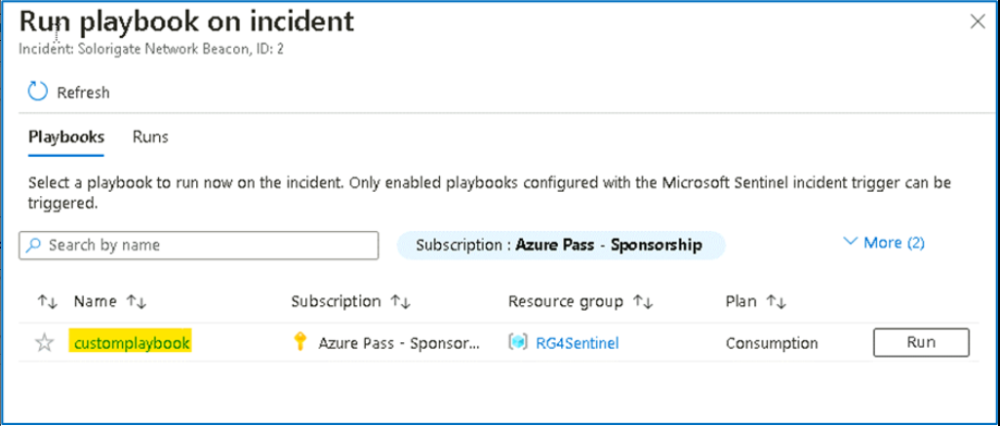 Run playbook on incident
Incident: Solorigate Network Beacon, ID: 2
Refresh
Playbooks Runs
Select a playbook to run now on the incident. Only enabled playbooks configured with the Microsoft Sentinel incident trigger can be
triggered.
Search by name Subscription : Azure Pass - Sponsorship More (2)
Name Subscription Resource group Plan
customplaybook Azure Pass - Sponsor... RG4Sentinel Consumption Run